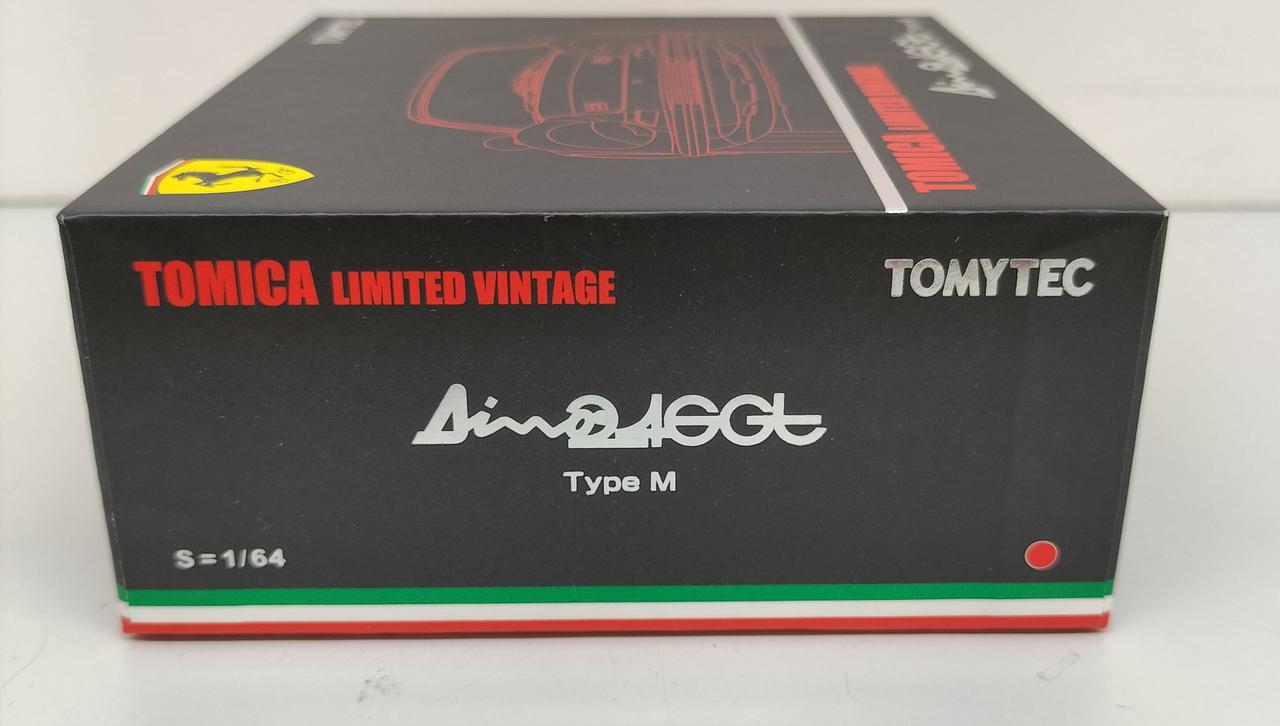 TOMICA LIMITED VINTAGE
TOMICA LIMITED VINTAGE
TOMYTEC
Dino 246Gt
Type M
S=1/64